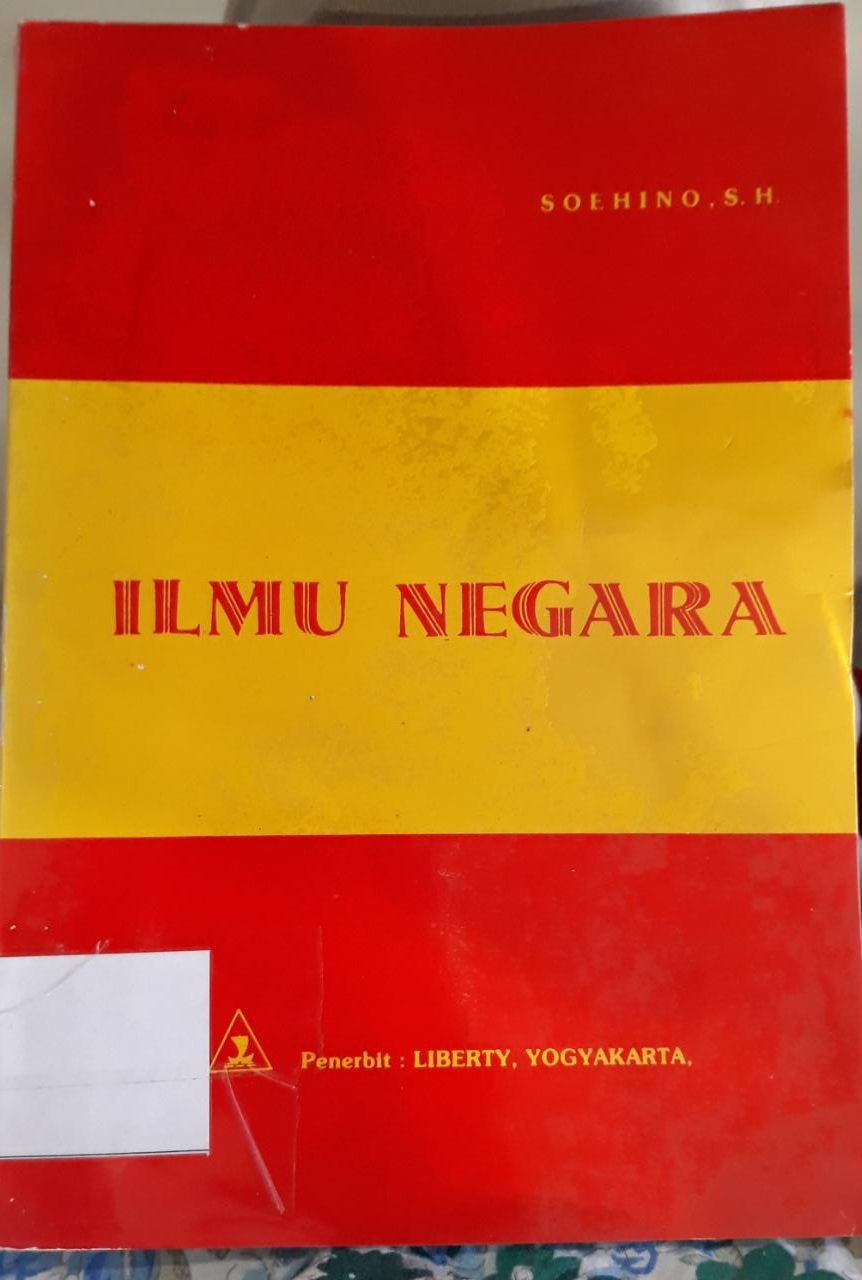 SOEHINO, S. H.
ILMU NEGARA
Penerbit : LIBERTY, YOGYAKARTA,